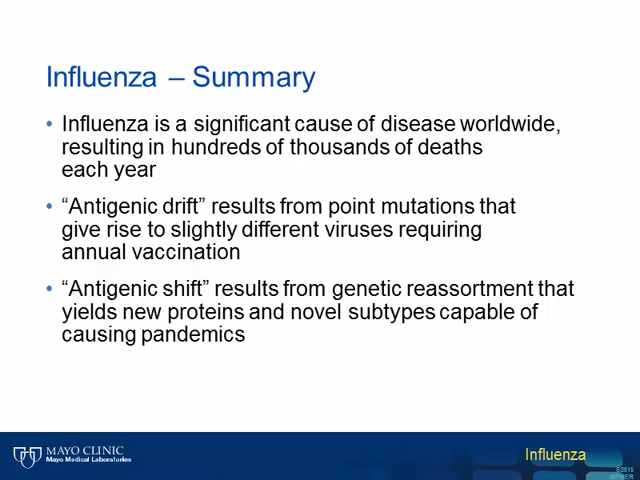 Influenza – Summary
• Influenza is a significant cause of disease worldwide,
resulting in hundreds of thousands of deaths
each year
• “Antigenic drift” results from point mutations that
give rise to slightly different viruses requiring
annual vaccination
• “Antigenic shift” results from genetic reassortment that
yields new proteins and novel subtypes capable of
causing pandemics
MAYO CLINIC
Mayo Medical Laboratories
Influenza